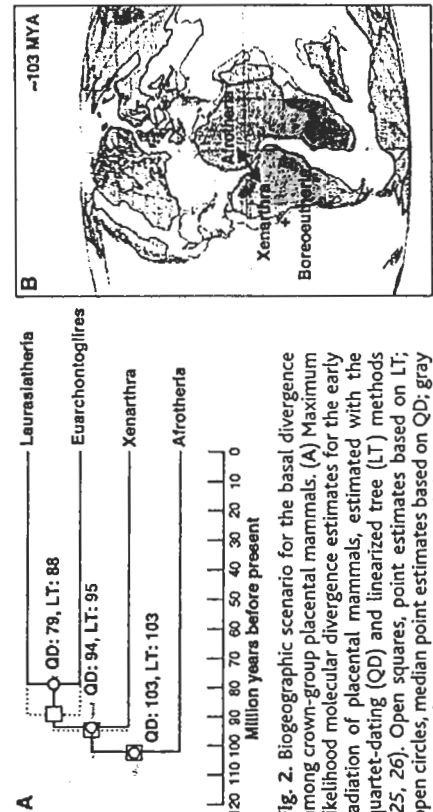 A
Laurasiatheria
QD: 79, LT: 88
Euarchontoglires
QD: 94, LT: 95
Xenarthra
QD: 103, LT: 103
Afrotheria
120 110 100 90 80 70 60 50 40 30 20 10 0
Million years before present
B
~103 MYA
Afrotheria
Xenarthra
+
Boreoeutheria
Fig. 2. Biogeographic scenario for the basal divergence
among crown-group placental mammals. (A) Maximum
likelihood molecular divergence estimates for the early
radiation of placental mammals, estimated with the
quartet-dating (QD) and linearized tree (LT) methods
(25, 26). Open squares, point estimates based on LT;
open circles, median point estimates based on QD; gray